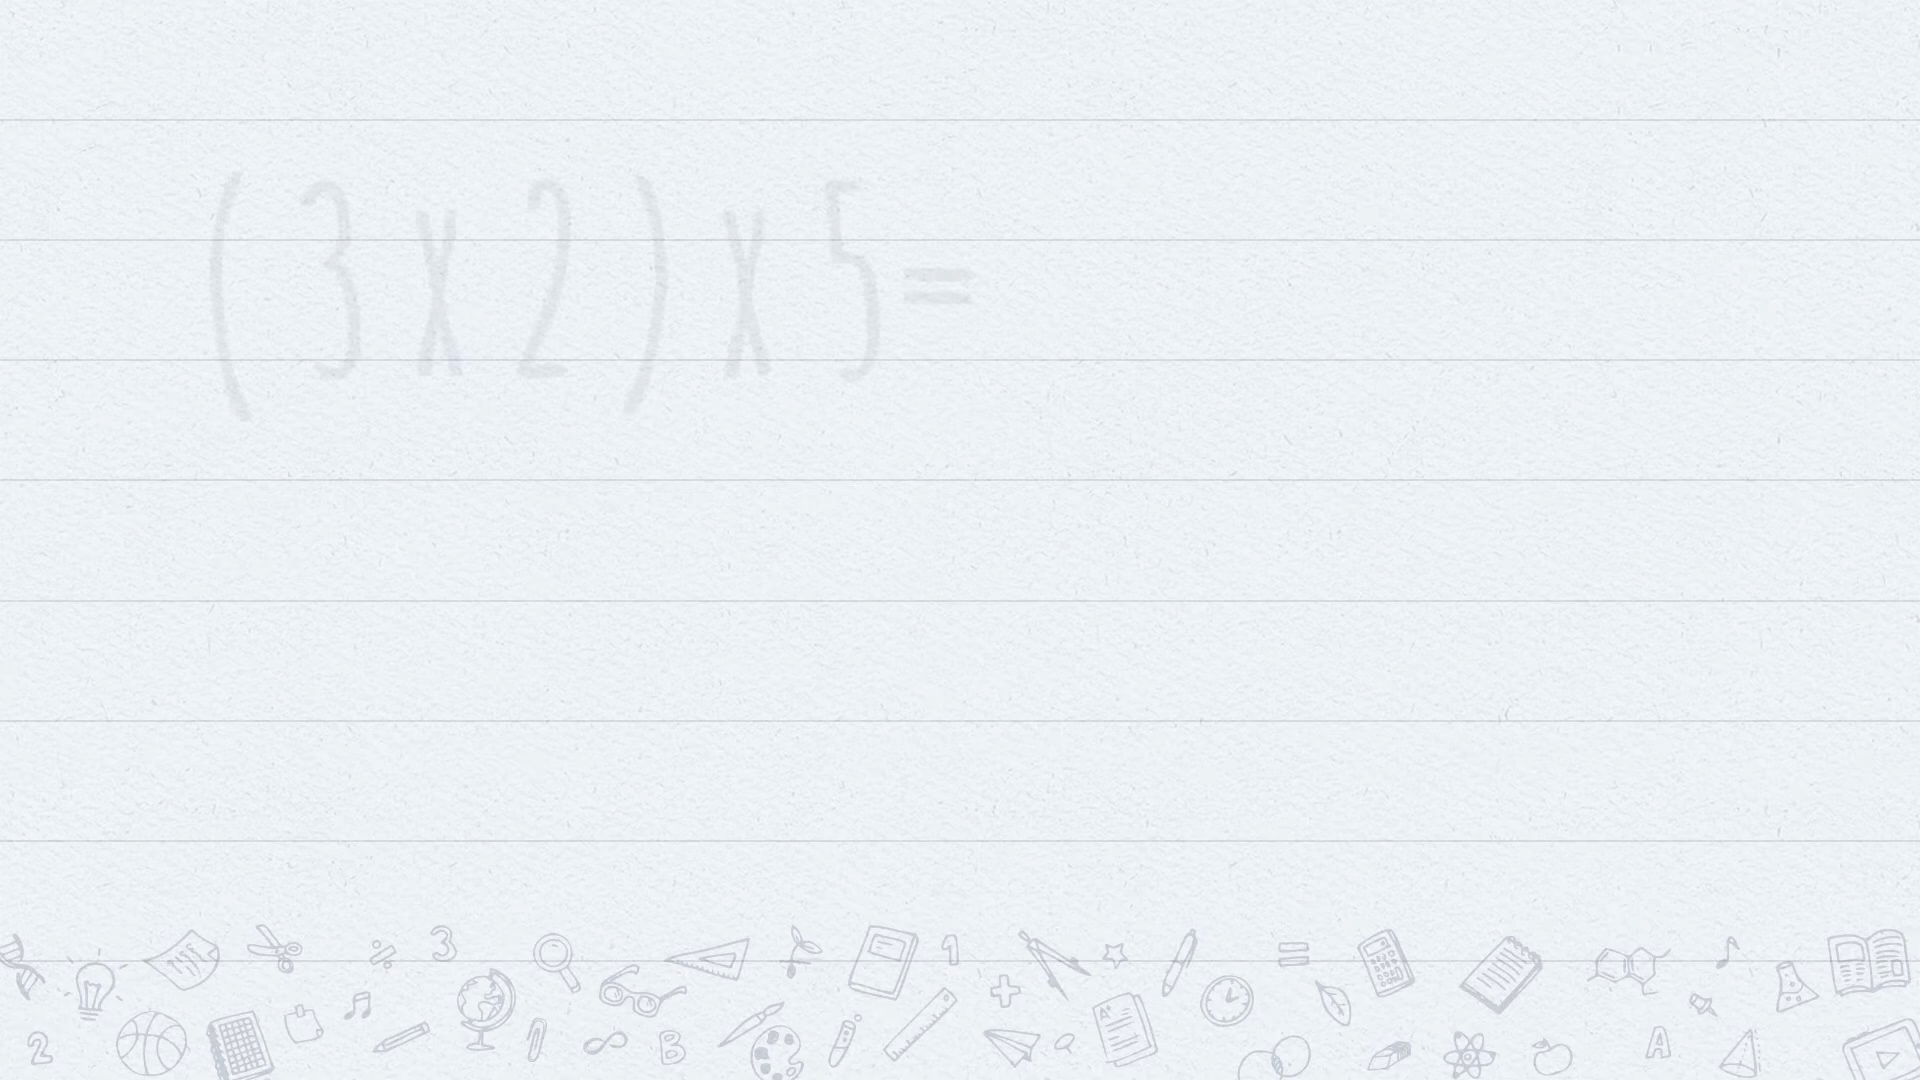 ( 3 x 2 ) x 5=